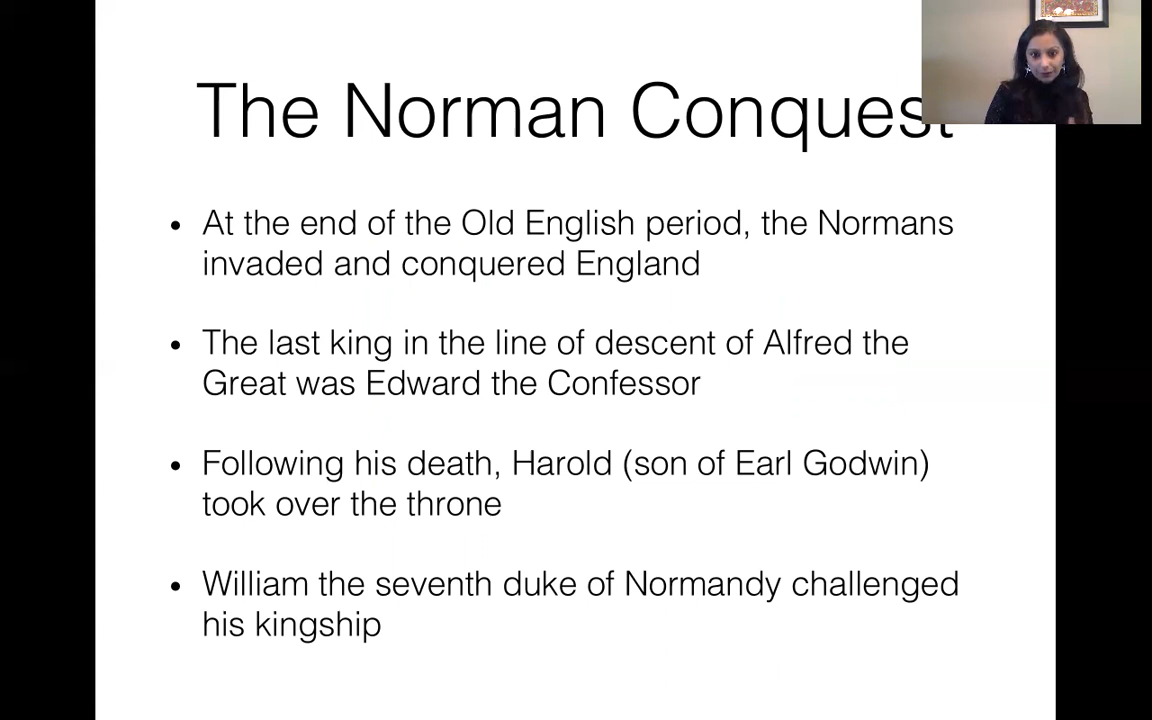 The Norman Conquest
• At the end of the Old English period, the Normans
invaded and conquered England
• The last king in the line of descent of Alfred the
Great was Edward the Confessor
• Following his death, Harold (son of Earl Godwin)
took over the throne
• William the seventh duke of Normandy challenged
his kingship